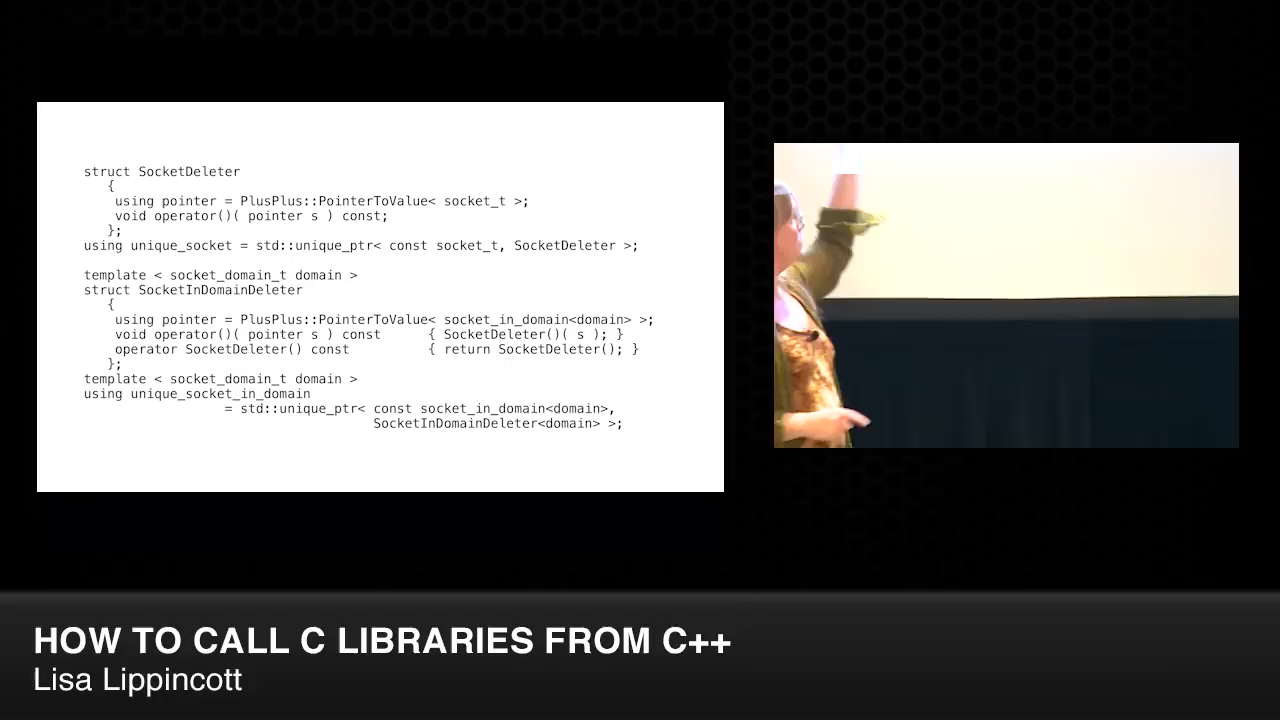 struct SocketDeleter
{
using pointer = PlusPlus::PointerToValue< socket_t >;
void operator()( pointer s ) const;
};
using unique_socket = std::unique_ptr< const socket_t, SocketDeleter >;
template < socket_domain_t domain >
struct SocketInDomainDeleter
{
using pointer = PlusPlus::PointerToValue< socket_in_domain<domain> >;
void operator()( pointer s ) const { SocketDeleter()( s ); }
operator SocketDeleter() const { return SocketDeleter(); }
};
template < socket_domain_t domain >
using unique_socket_in_domain
= std::unique_ptr< const socket_in_domain<domain>,
SocketInDomainDeleter<domain> >;
HOW TO CALL C LIBRARIES FROM C++
Lisa Lippincott